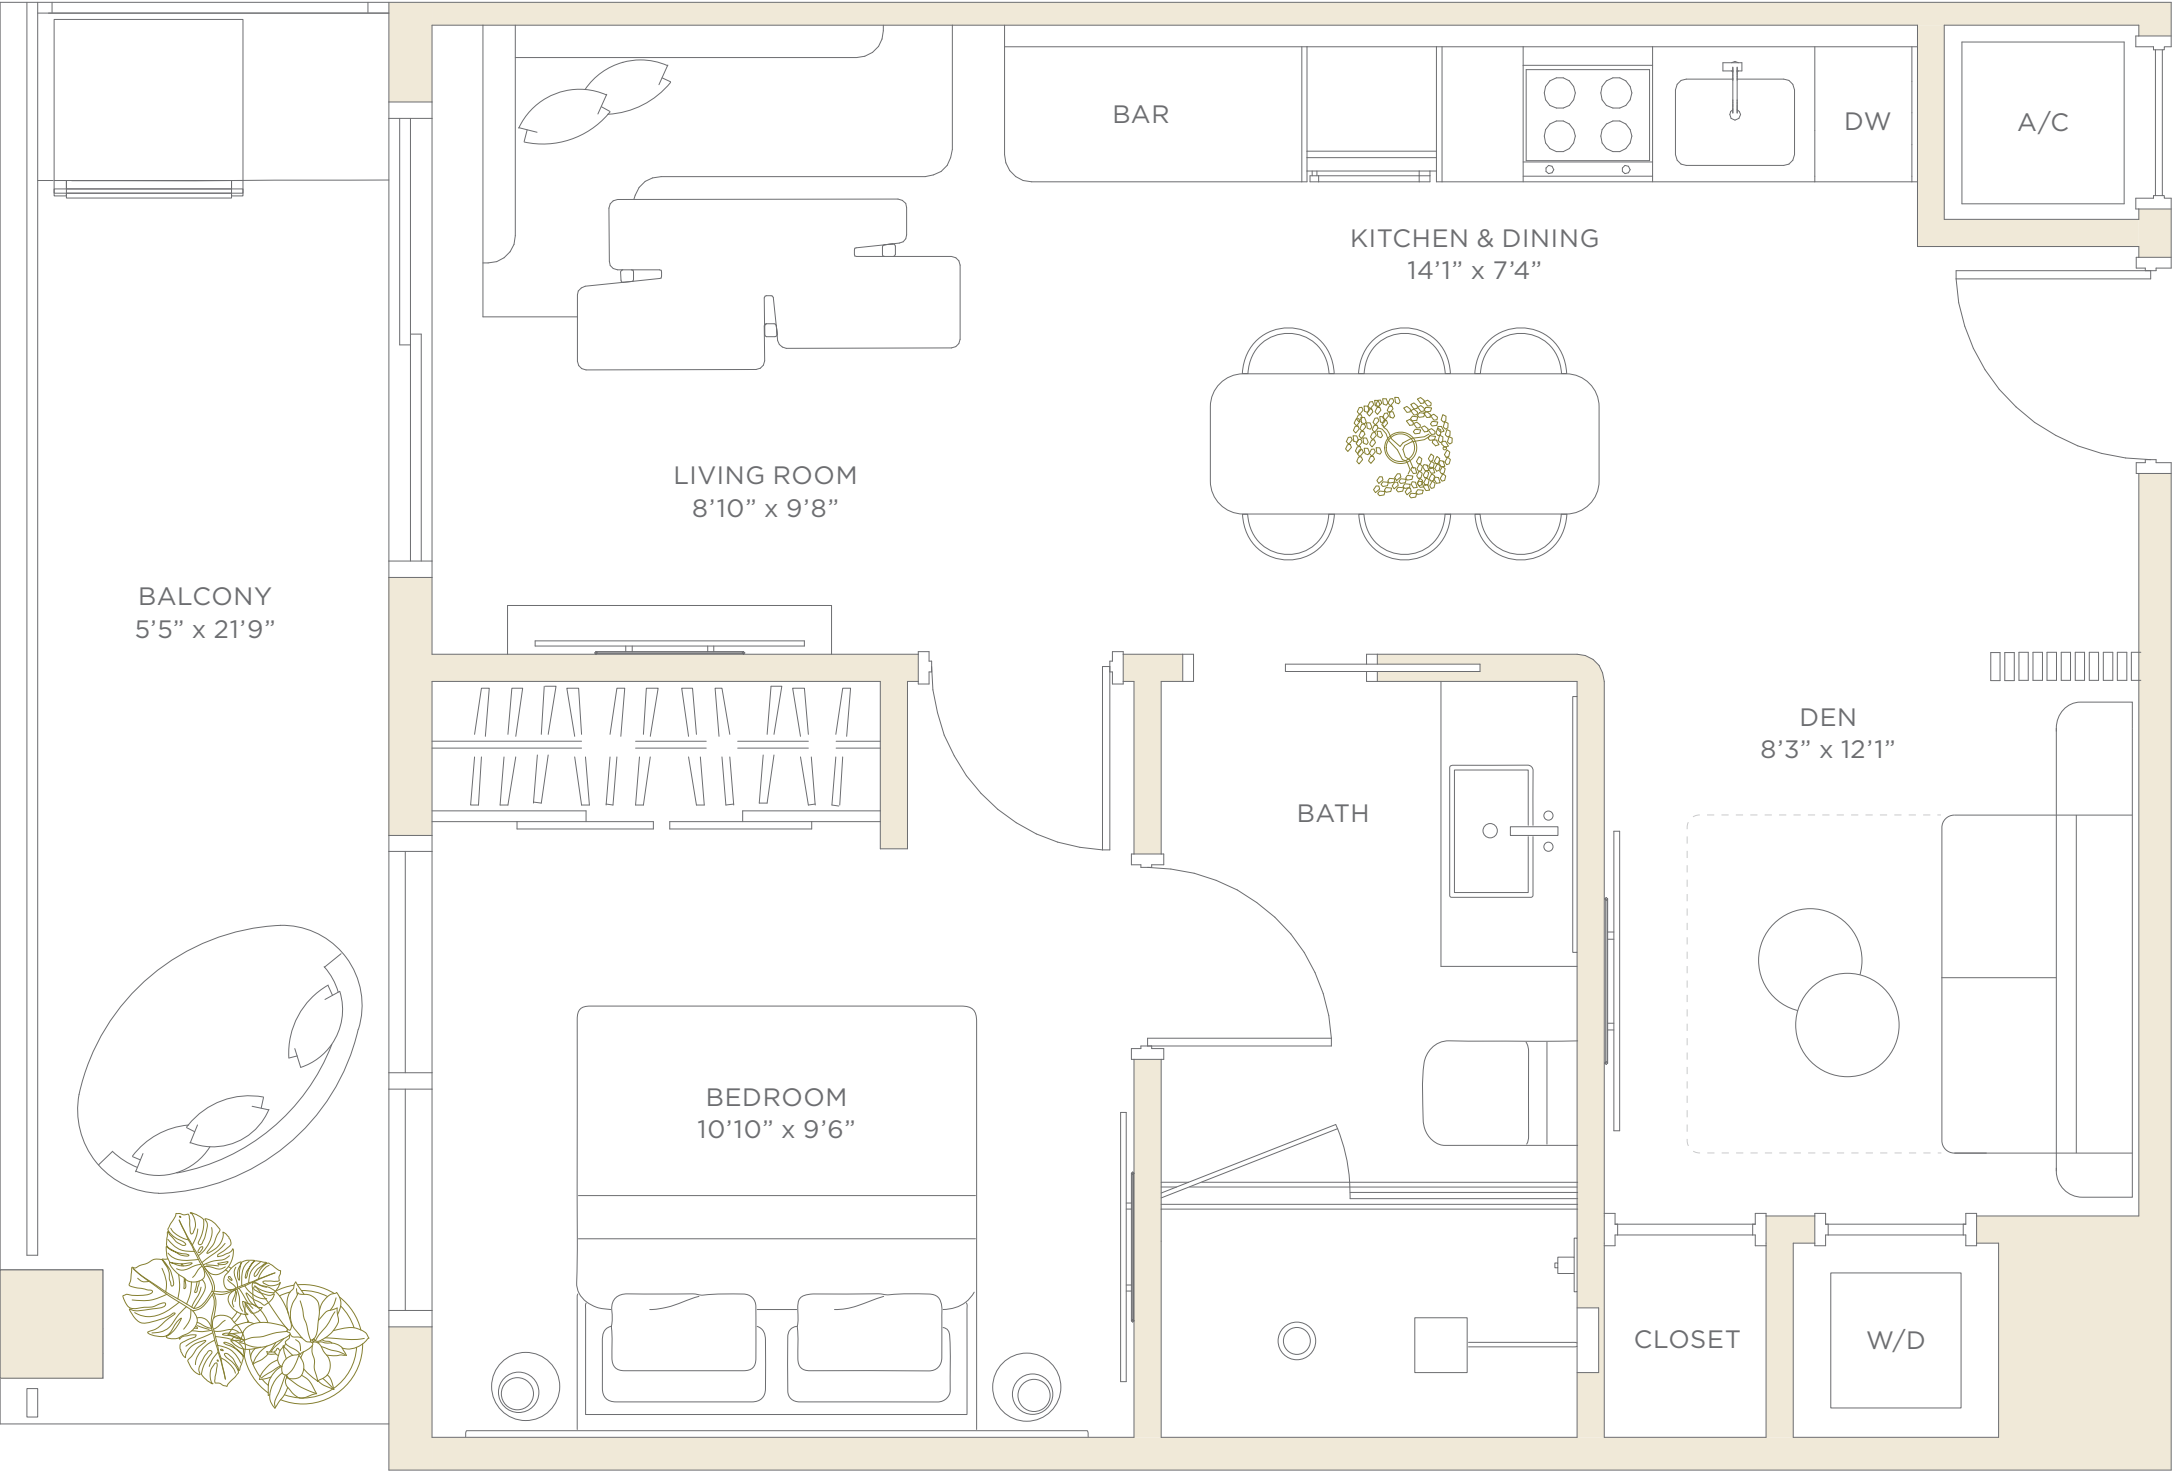 BAR
DW
A/C
KITCHEN & DINING
14’1” x 7’4”
LIVING ROOM
8’10” x 9’8”
BALCONY
5’5” x 21’9”
DEN
8’3” x 12’1”
BATH
BEDROOM
10’10” x 9’6”
CLOSET
W/D